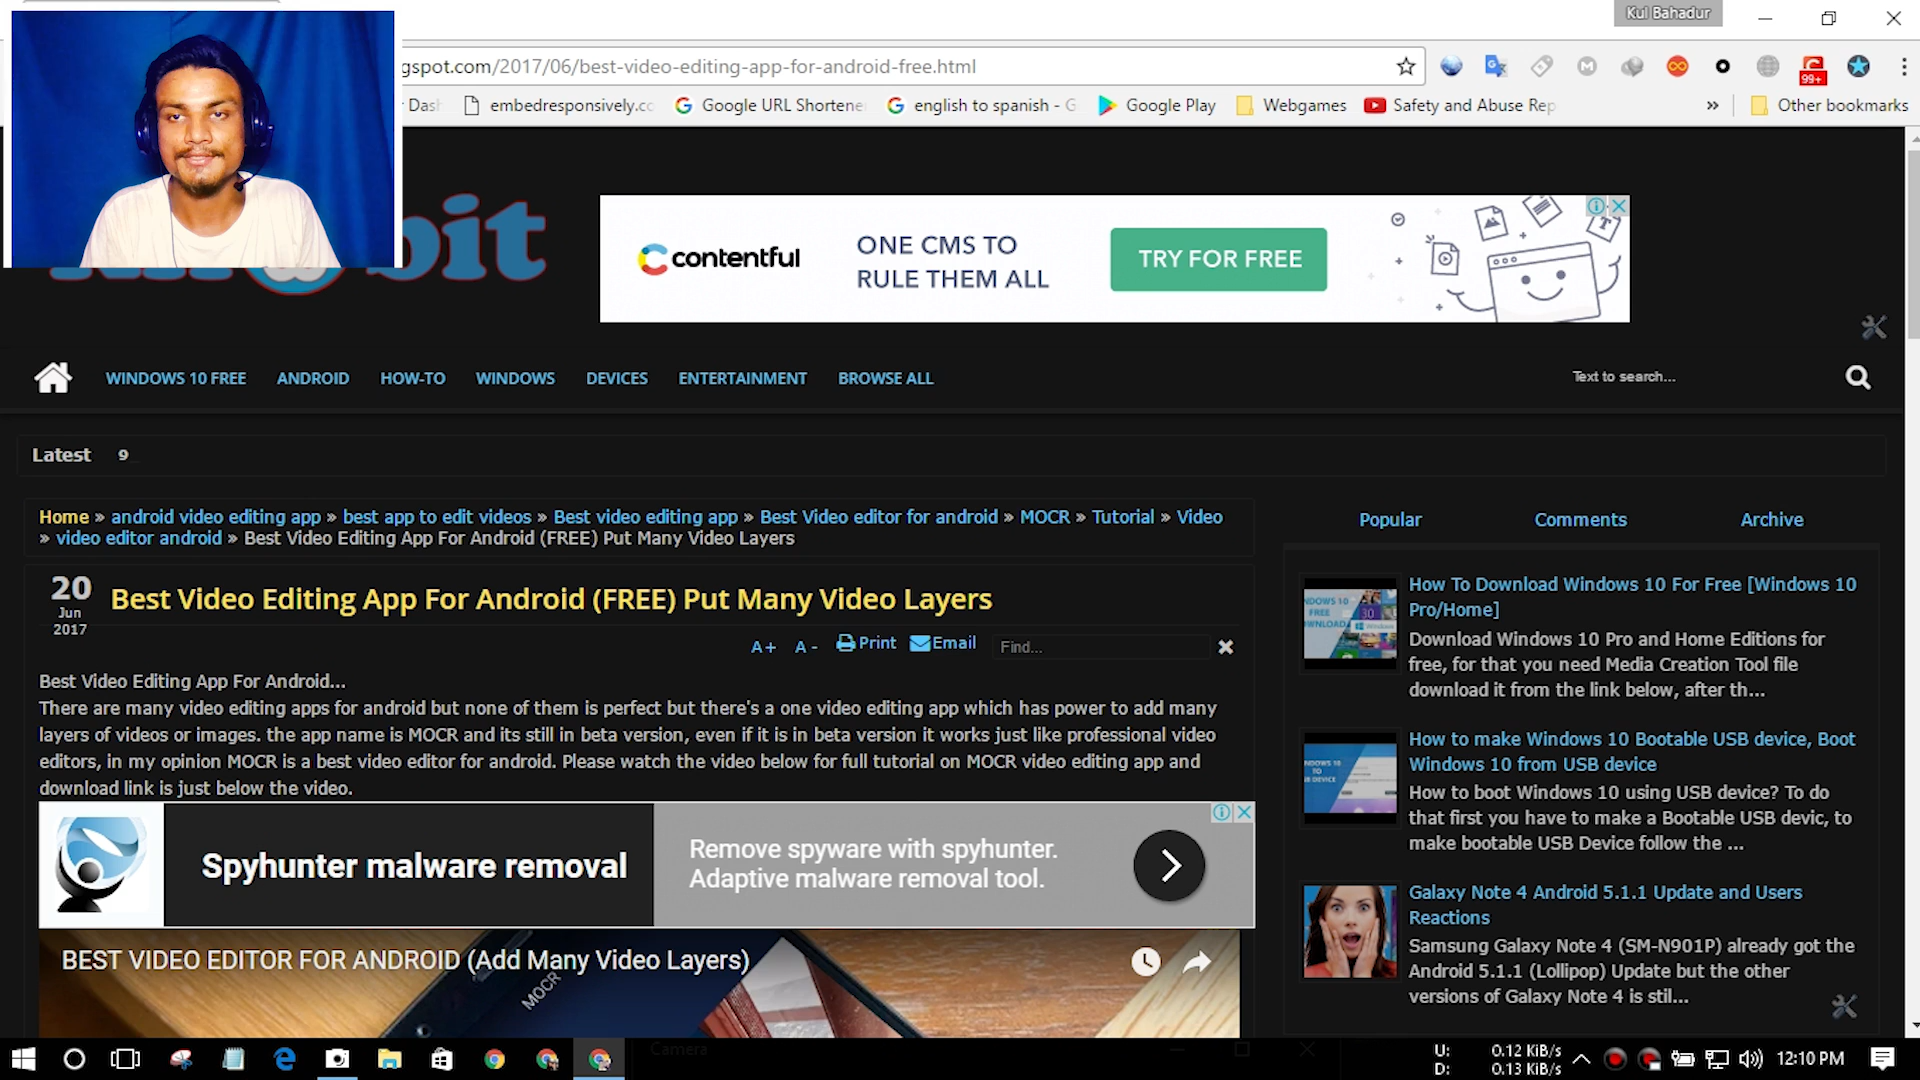 Kul Bahadur
gspot.com/2017/06/best-video-editing-app-for-android-free.html
99+
embedresponsively.c
Google URL Shortene
english to spanish - G
Google Play
Webgames
Safety and Abuse Rep
»
Other bookmarks
bit
contentful
ONE CMS TO
RULE THEM ALL
TRY FOR FREE
WINDOWS 10 FREE
ANDROID
HOW-TO
WINDOWS
DEVICES
ENTERTAINMENT
BROWSE ALL
Text to search...
Latest 9
Home » android video editing app » best app to edit videos » Best video editing app » Best Video editor for android » MOCR » Tutorial » Video
» video editor android » Best Video Editing App For Android (FREE) Put Many Video Layers
20
Jun
2017
Best Video Editing App For Android (FREE) Put Many Video Layers
A+ A - Print Email Find...
Best Video Editing App For Android...
There are many video editing apps for android but none of them is perfect but there's a one video editing app which has power to add many
layers of videos or images. the app name is MOCR and its still in beta version, even if it is in beta version it works just like professional video
editors, in my opinion MOCR is a best video editor for android. Please watch the video below for full tutorial on MOCR video editing app and
download link is just below the video.
Spyhunter malware removal
Remove spyware with spyhunter.
Adaptive malware removal tool.
BEST VIDEO EDITOR FOR ANDROID (Add Many Video Layers)
MOCR
Popular
Comments
Archive
How To Download Windows 10 For Free [Windows 10
Pro/Home]
Download Windows 10 Pro and Home Editions for
free, for that you need Media Creation Tool file
download it from the link below, after th...
How to make Windows 10 Bootable USB device, Boot
Windows 10 from USB device
How to boot Windows 10 using USB device? To do
that first you have to make a Bootable USB devic, to
make bootable USB Device follow the ...
Galaxy Note 4 Android 5.1.1 Update and Users
Reactions
Samsung Galaxy Note 4 (SM-N901P) already got the
Android 5.1.1 (Lollipop) Update but the other
versions of Galaxy Note 4 is stil...
Camera
U: 0.12 KiB/s
D: 0.13 KiB/s
12:10 PM